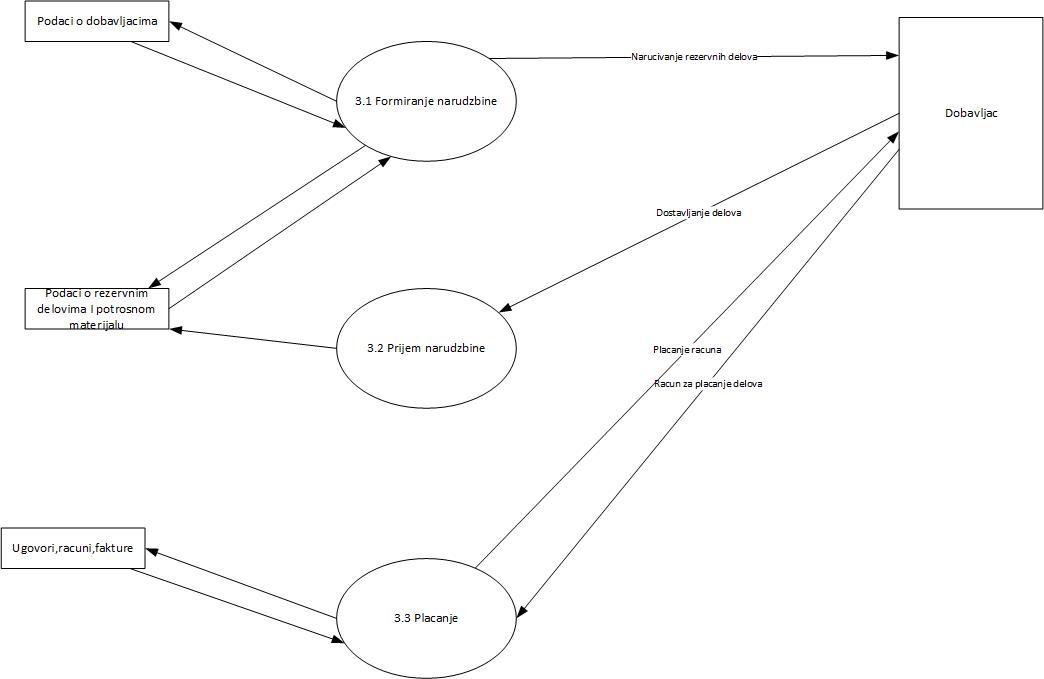 Podaci o dobavljacima
3.1 Formiranje narudzbine
Narucivanje rezervnih delova
Dobavljac
Dostavljanje delova
Podaci o rezervnim
delovima I potrosnom
materijalu
3.2 Prijem narudzbine
Placanje racuna
Racun za placanje delova
Ugovori,racuni,fakture
3.3 Placanje